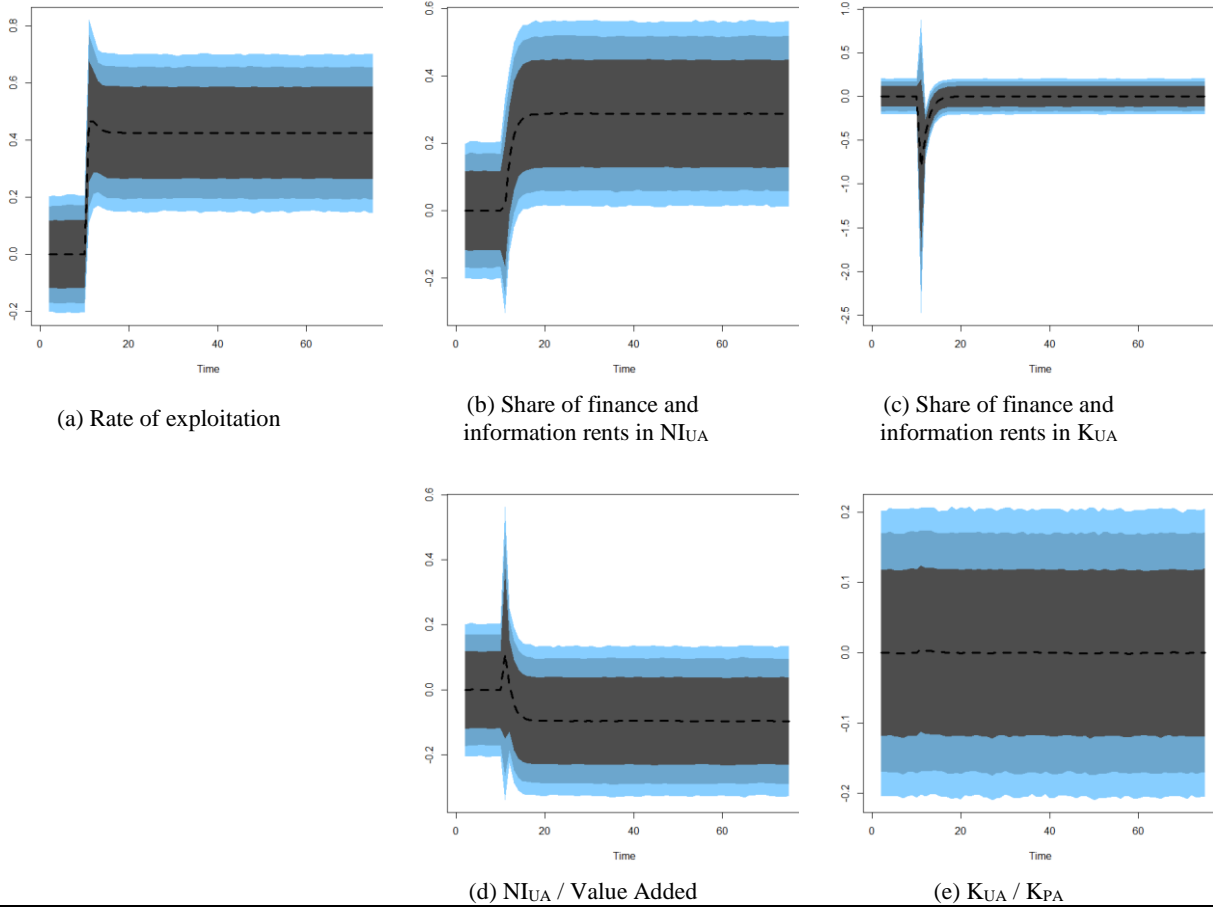 0.8
0.6
0.4
0.2
0.0
-0.2
0 20 40 60
Time
(a) Rate of exploitation
0.6
0.4
0.2
0.0
-0.2
0 20 40 60
Time
(b) Share of finance and
information rents in NIUA
1.0
0.5
0.0
-0.5
-1.0
-1.5
-2.0
-2.5
0 20 40 60
Time
(c) Share of finance and
information rents in KUA
0.6
0.4
0.2
0.0
-0.2
0 20 40 60
Time
(d) NIUA / Value Added
0.2
0.1
0.0
-0.1
-0.2
0 20 40 60
Time
(e) KUA / KPA